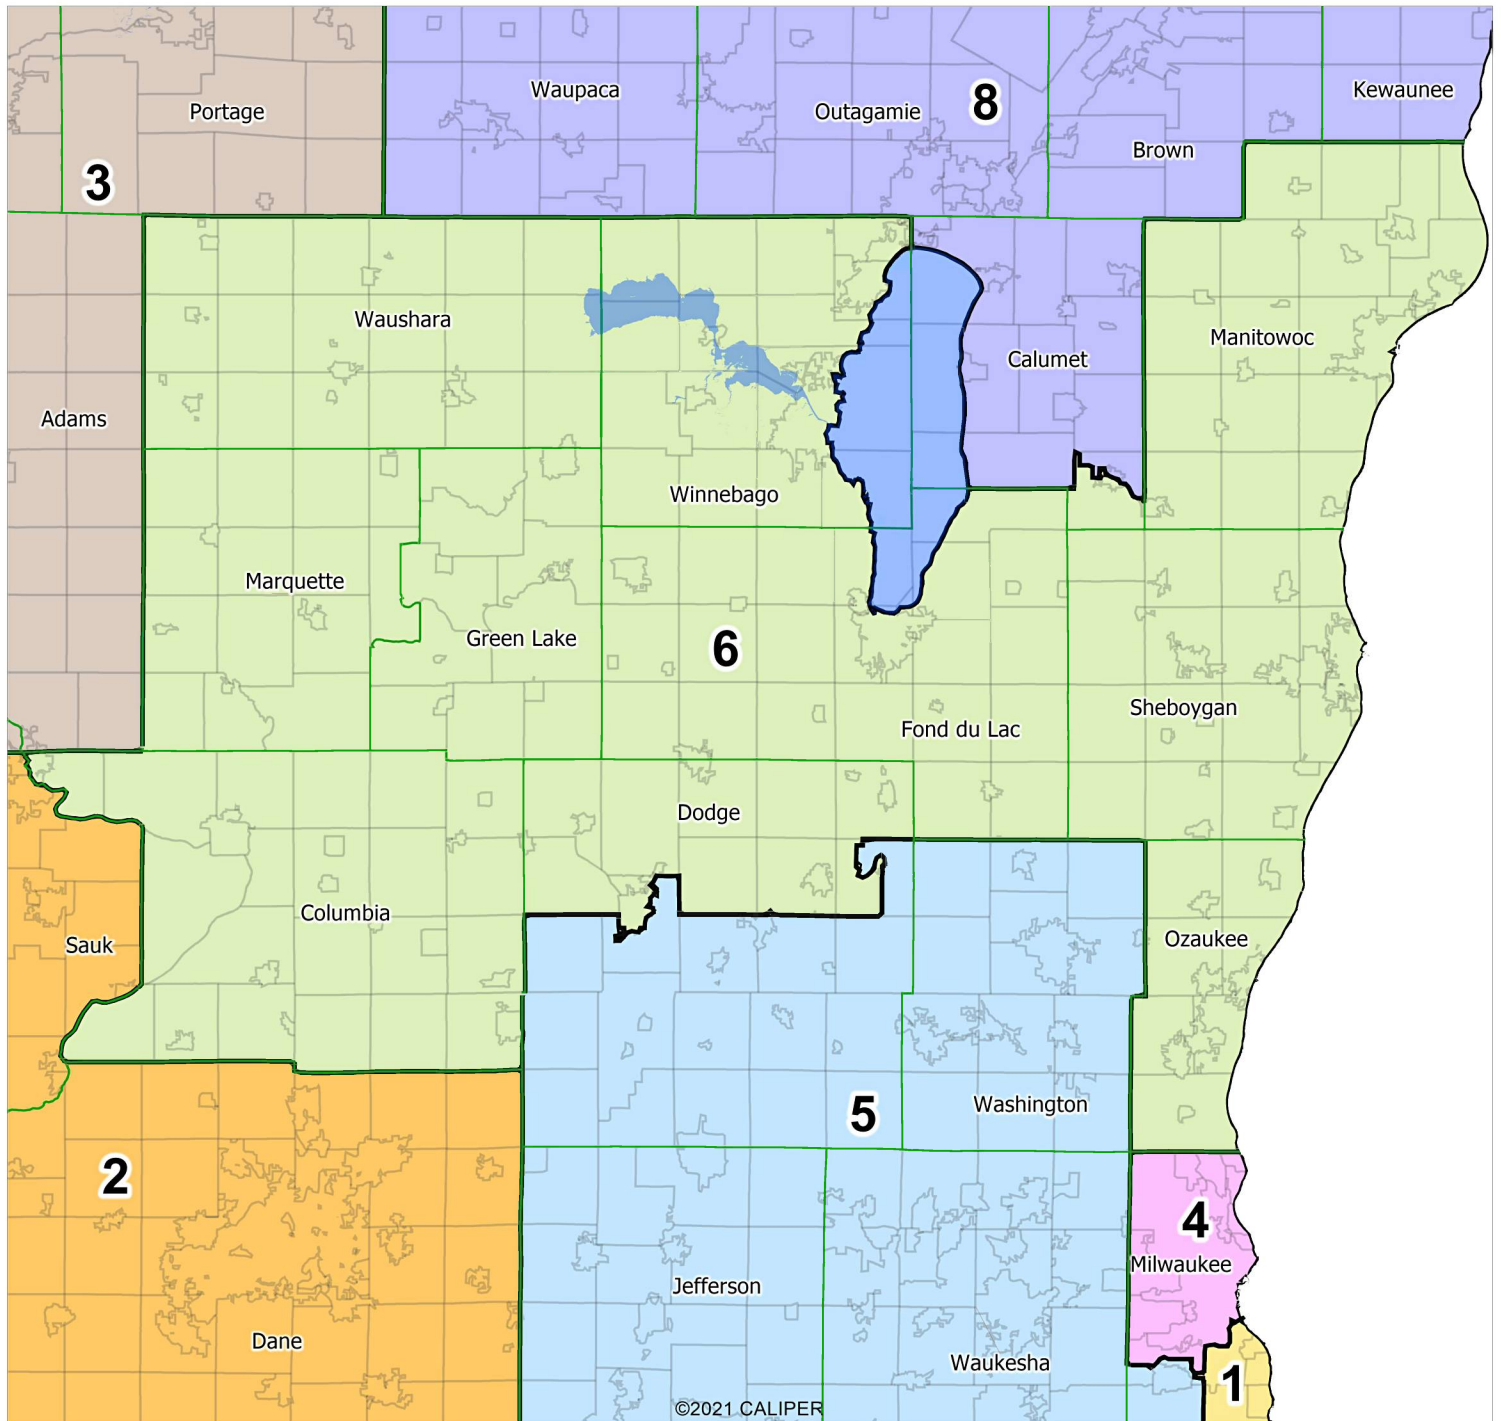 Waupaca
Kewaunee
8
Portage
Outagamie
Brown
3
Waushara
Manitowoc
Calumet
Adams
Winnebago
Marquette
Green Lake
6
Sheboygan
Fond du Lac
Dodge
Columbia
Ozaukee
Sauk
Washington
5
2
4
Milwaukee
Jefferson
Dane
Waukesha
1
©2021 CALIPER